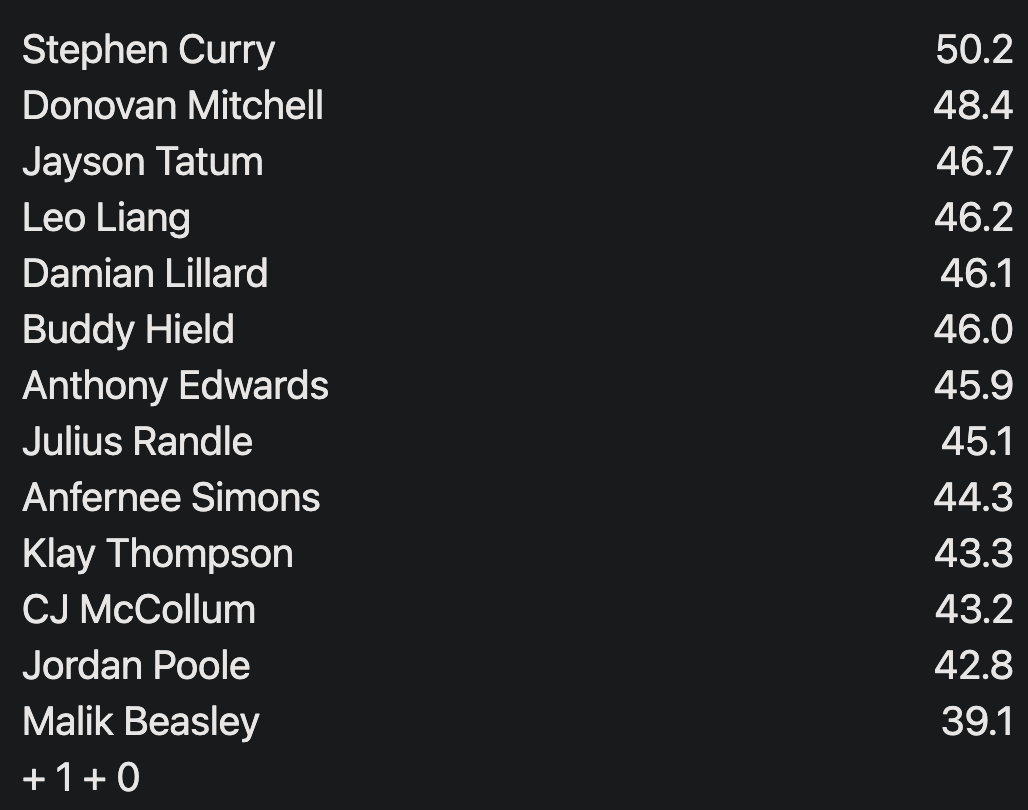 Stephen Curry 50.2
Donovan Mitchell 48.4
Jayson Tatum 46.7
Leo Liang 46.2
Damian Lillard 46.1
Buddy Hield 46.0
Anthony Edwards 45.9
Julius Randle 45.1
Anfernee Simons 44.3
Klay Thompson 43.3
CJ McCollum 43.2
Jordan Poole 42.8
Malik Beasley 39.1
+ 1 + 0